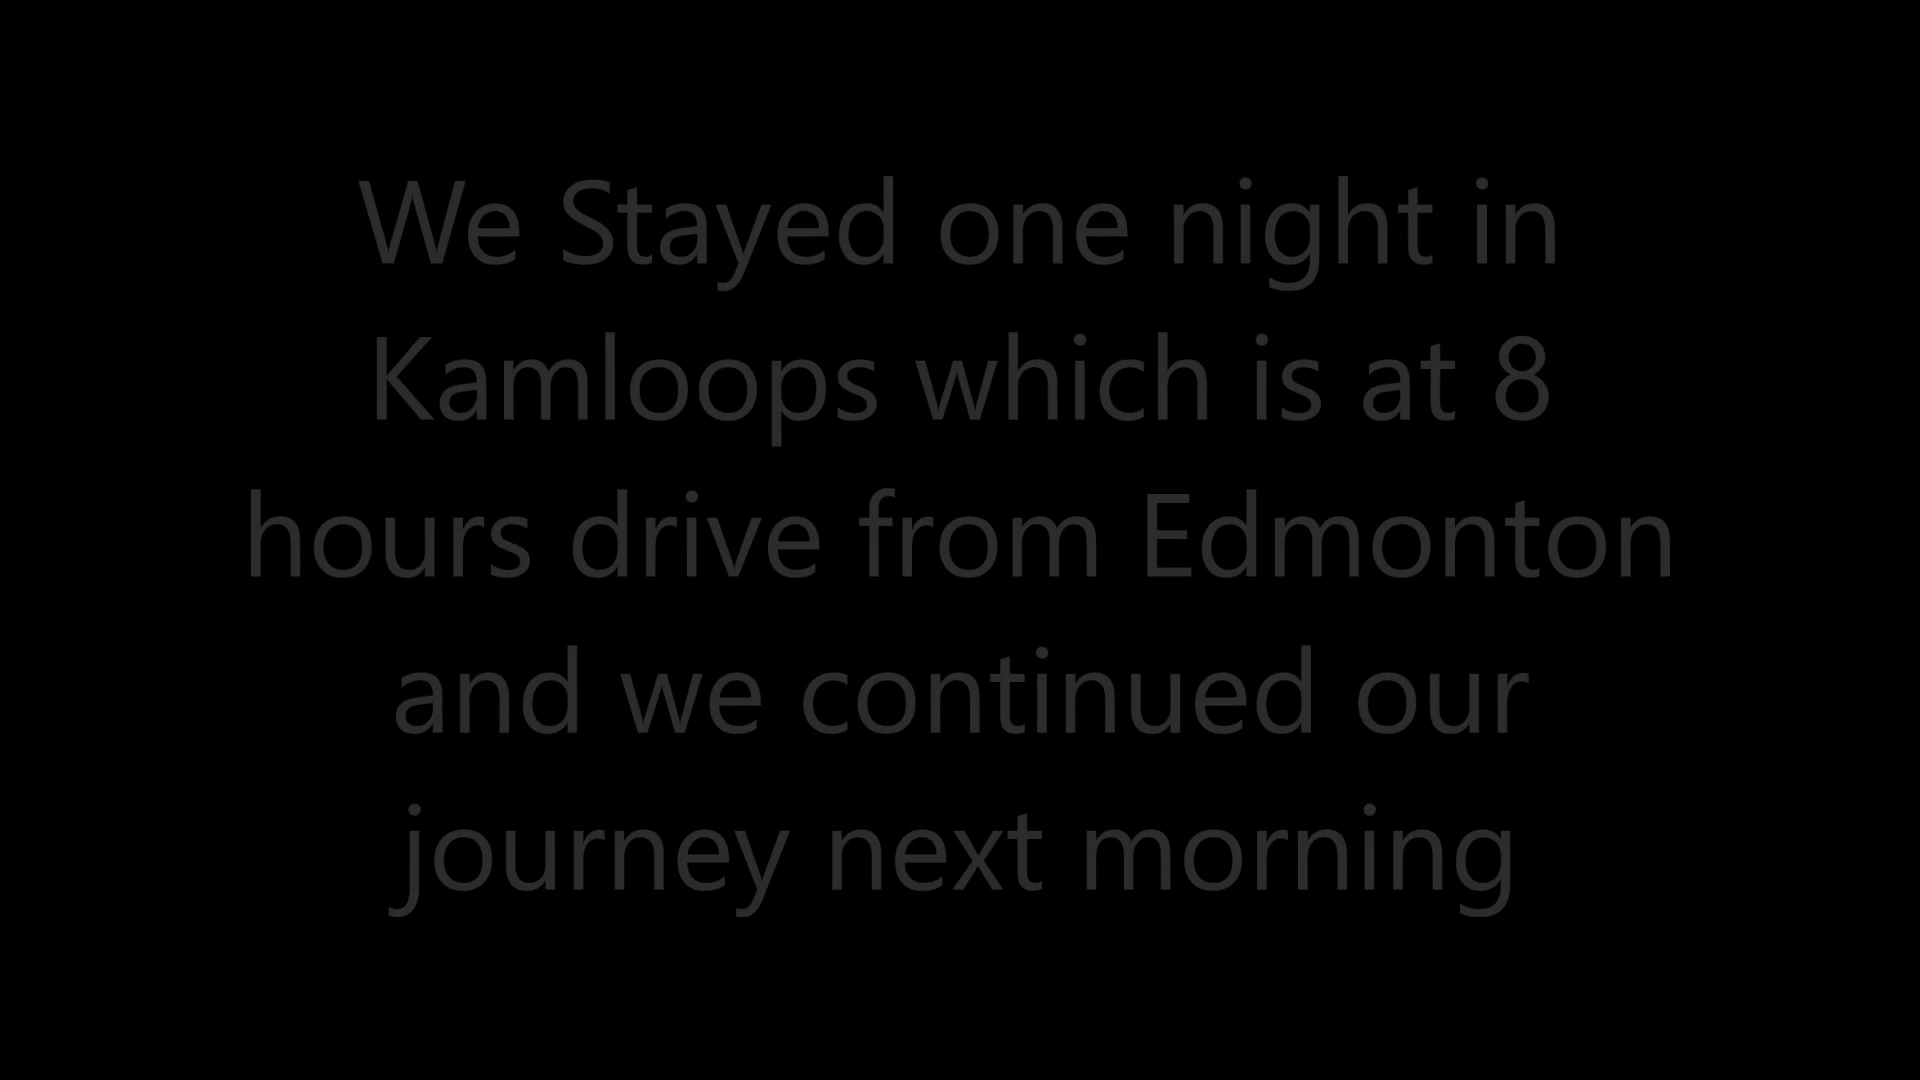 We Stayed one night in
Kamloops which is at 8
hours drive from Edmonton
and we continued our
journey next morning